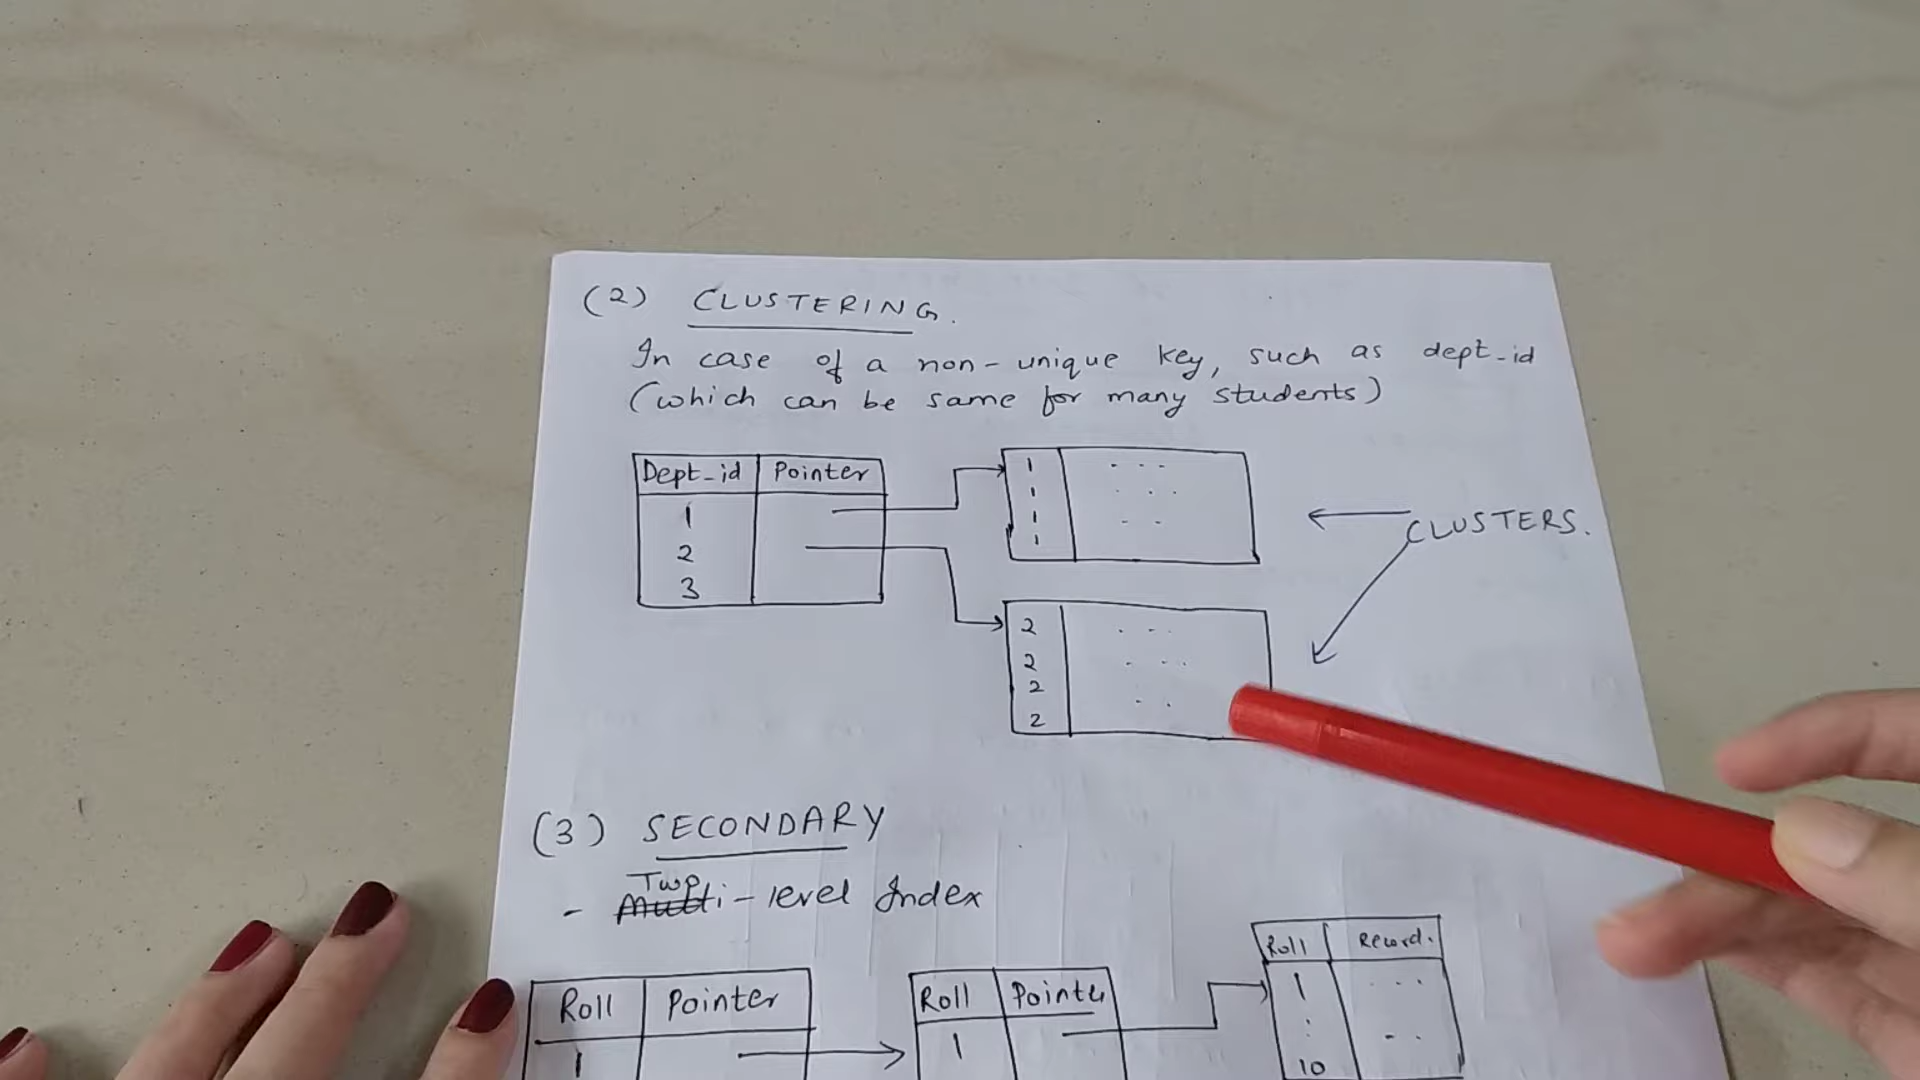 (2) CLUSTERING.
In case of a non-unique key, such as dept_id
(which can be same for many students)
Dept_id Pointer
1
2
3
1 ...
1 ...
1 ..
1
CLUSTERS.
2 ...
2 ...
2 ..
2
(3) SECONDARY
Two
- Multi-level Index
Roll Pointer
1
Roll Pointer
1
Roll Record.
1 ...
:
10 ..